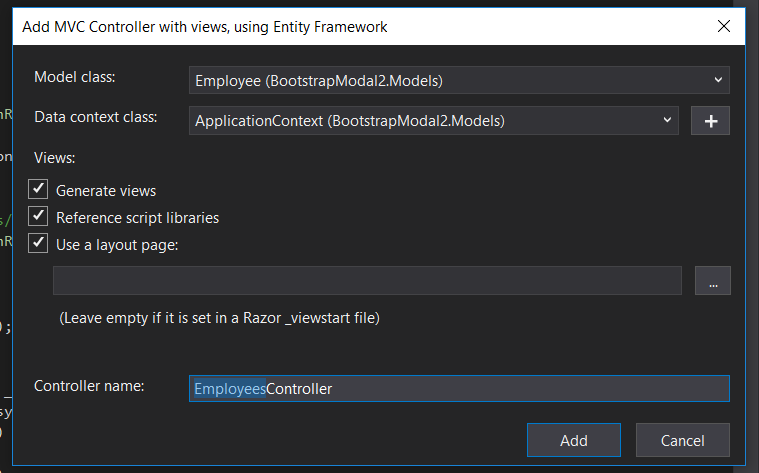 Add MVC Controller with views, using Entity Framework
Model class:
Employee (BootstrapModal2.Models)
Data context class:
ApplicationContext (BootstrapModal2.Models)
+
Views:
Generate views
Reference script libraries
Use a layout page:
...
(Leave empty if it is set in a Razor _viewstart file)
Controller name:
EmployeesController
Add
Cancel